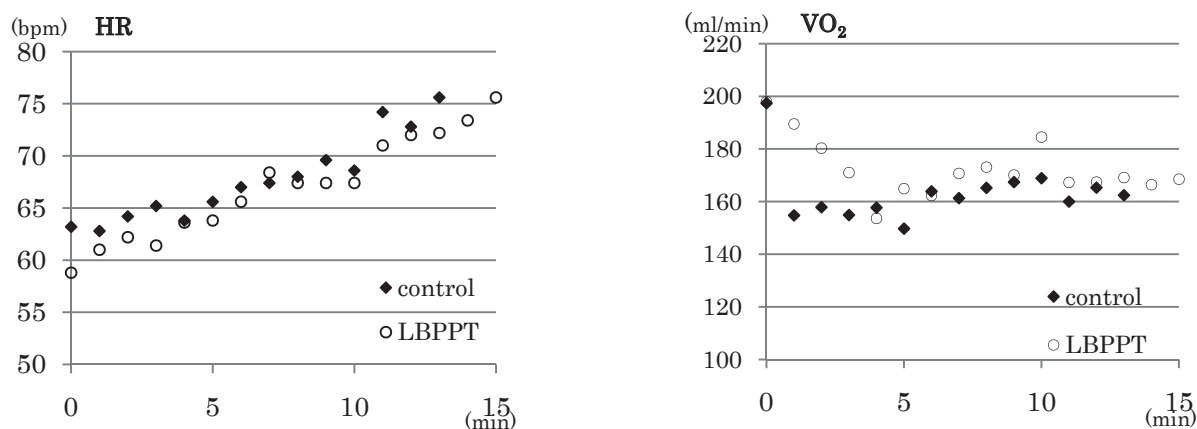 (bpm) HR
80
75
70
65
60
55
50
0 5 10 15
(min)
control
LBPPT
(ml/min) VO₂
220
200
180
160
140
120
100
0 5 10 15
(min)
control
LBPPT